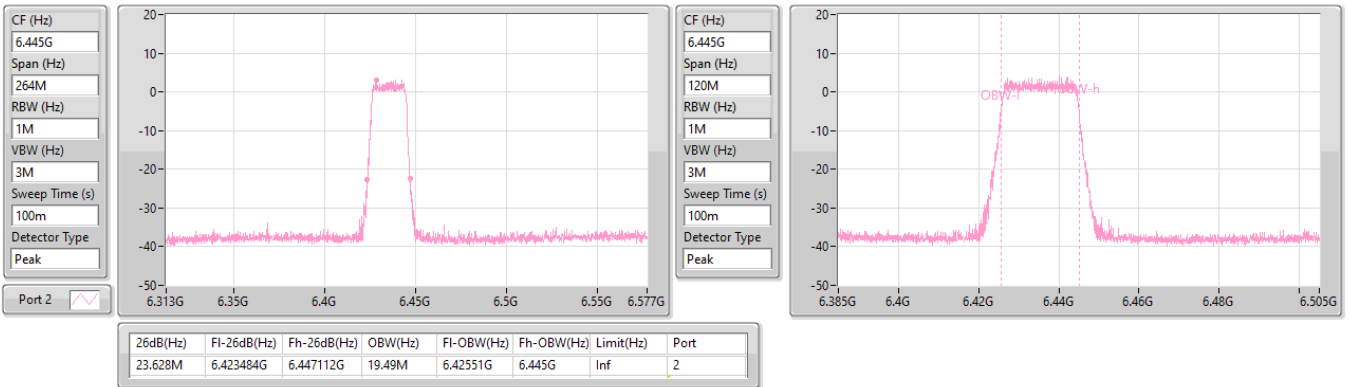 CF (Hz)
6.445G
Span (Hz)
264M
RBW (Hz)
1M
VBW (Hz)
3M
Sweep Time (s)
100m
Detector Type
Peak
Port 2
20
10
0
-10
-20
-30
-40
-50
6.313G 6.35G 6.4G 6.45G 6.5G 6.55G 6.577G
CF (Hz)
6.445G
Span (Hz)
120M
RBW (Hz)
1M
VBW (Hz)
3M
Sweep Time (s)
100m
Detector Type
Peak
20
10
0
-10
-20
-30
-40
-50
OBW-l OBW-h
6.385G 6.4G 6.42G 6.44G 6.46G 6.48G 6.505G
26dB(Hz) Fl-26dB(Hz) Fh-26dB(Hz) OBW(Hz) Fl-OBW(Hz) Fh-OBW(Hz) Limit(Hz) Port
23.628M 6.423484G 6.447112G 19.49M 6.42551G 6.445G Inf 2